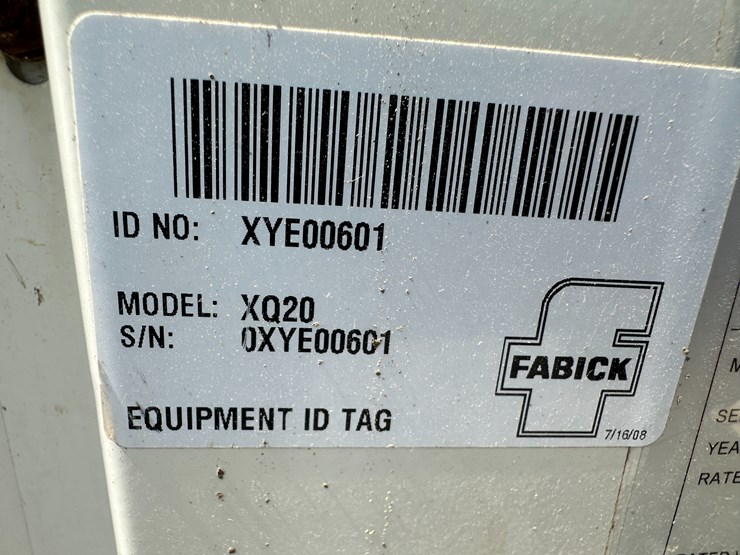 ID NO: XYE00601
MODEL: XQ20
S/N: 0XYE00601
FABICK
EQUIPMENT ID TAG
7/16/08